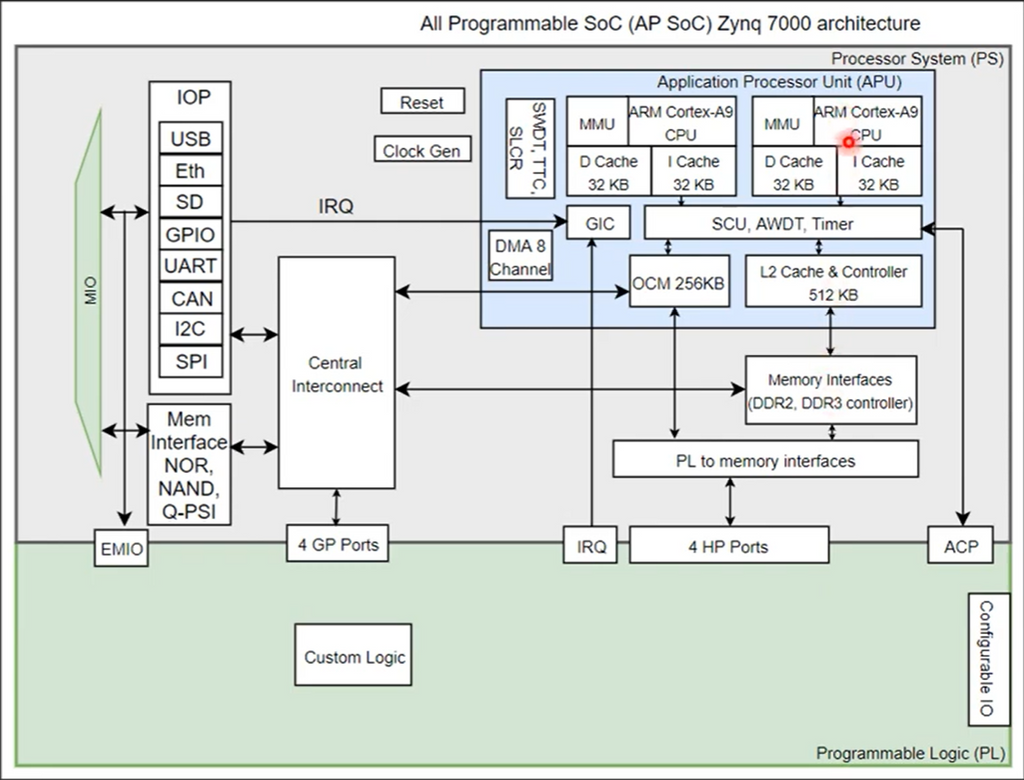 All Programmable SoC (AP SoC) Zynq 7000 architecture
Processor System (PS)
Application Processor Unit (APU)
MIO
IOP
USB
Eth
SD
GPIO
UART
CAN
I2C
SPI
Mem
Interface
NOR,
NAND,
Q-PSI
Reset
Clock Gen
IRQ
Central
Interconnect
SWDT, TTC,
SLCR
MMU
ARM Cortex-A9
CPU
D Cache
32 KB
I Cache
32 KB
MMU
ARM Cortex-A9
CPU
D Cache
32 KB
I Cache
32 KB
GIC
SCU, AWDT, Timer
DMA 8
Channel
OCM 256KB
L2 Cache & Controller
512 KB
Memory Interfaces
(DDR2, DDR3 controller)
PL to memory interfaces
EMIO
4 GP Ports
IRQ
4 HP Ports
ACP
Custom Logic
Configurable IO
Programmable Logic (PL)